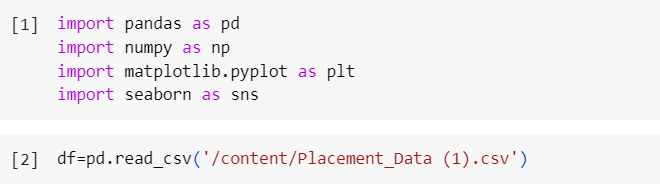 [1] import pandas as pd
import numpy as np
import matplotlib.pyplot as plt
import seaborn as sns
[2] df=pd.read_csv('/content/Placement_Data (1).csv')